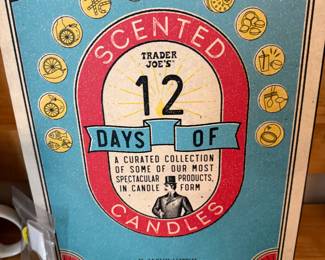 SCENTED
TRADER
JOE'S
12
DAYS OF
A CURATED COLLECTION
OF SOME OF OUR MOST
SPECTACULAR PRODUCTS,
IN CANDLE FORM
CANDLES